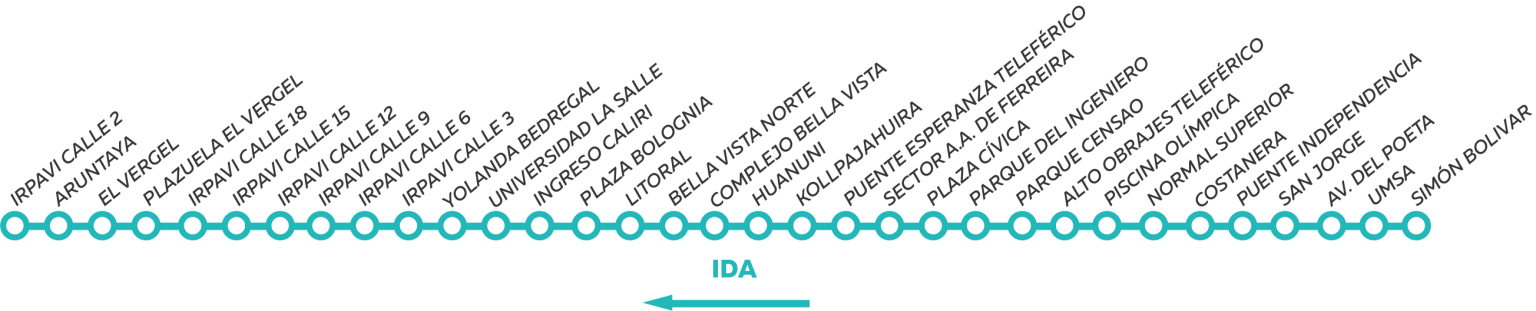 IRPAVI CALLE 2
ARUNTAYA
EL VERGEL
PLAZUELA EL VERGEL
IRPAVI CALLE 18
IRPAVI CALLE 15
IRPAVI CALLE 12
IRPAVI CALLE 9
IRPAVI CALLE 6
IRPAVI CALLE 3
YOLANDA BEDREGAL
UNIVERSIDAD LA SALLE
INGRESO CALIRI
PLAZA BOLOGNIA
LITORAL
BELLA VISTA NORTE
COMPLEJO BELLA VISTA
HUANUNI
KOLLPAJAHUIRA
PUENTE ESPERANZA TELEFÉRICO
SECTOR A.A. DE FERREIRA
PLAZA CÍVICA
PARQUE DEL INGENIERO
PARQUE CENSAO
ALTO OBRAJES TELEFÉRICO
PISCINA OLÍMPICA
NORMAL SUPERIOR
COSTANERA
PUENTE INDEPENDENCIA
SAN JORGE
AV. DEL POETA
UMSA
SIMÓN BOLIVAR
IDA